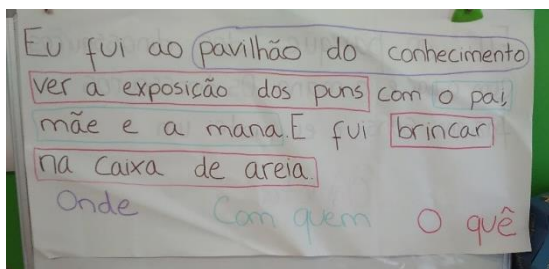 Eu fui ao pavilhão do conhecimento
ver a exposição dos puns com o pai,
mãe e a mana. E fui brincar
na caixa de areia.
Onde Com quem O quê